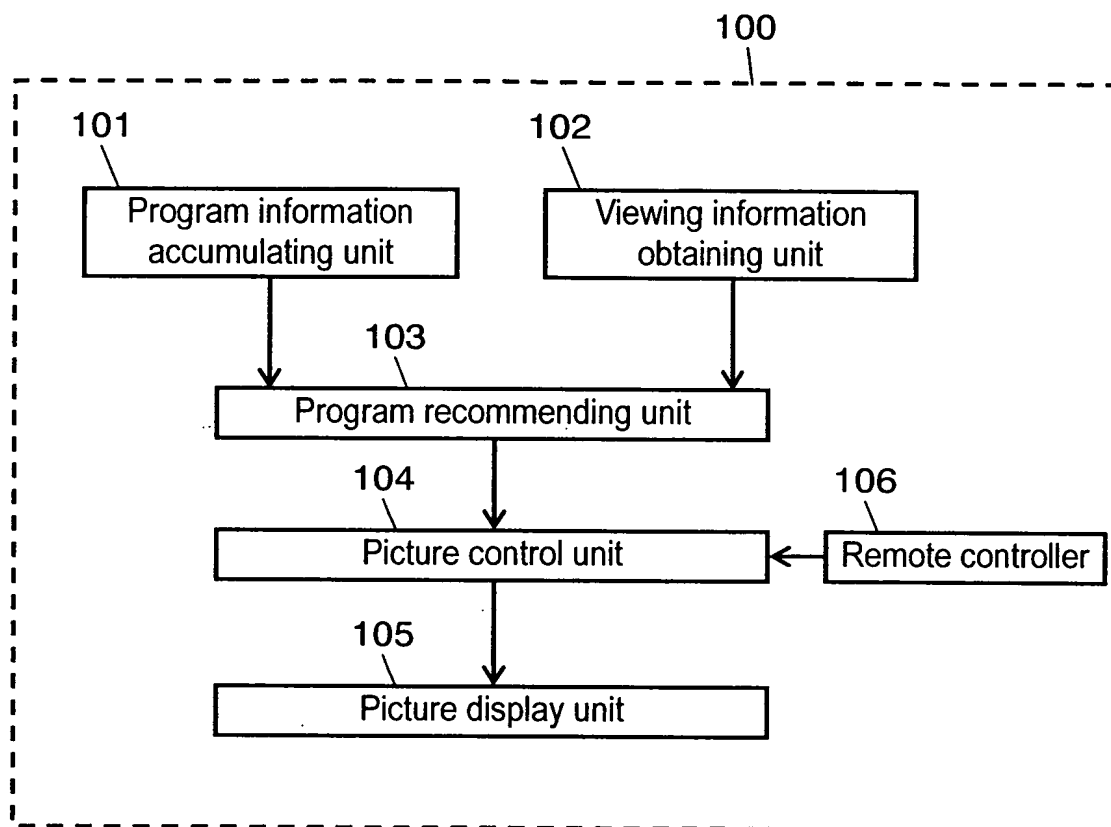 100
101
102
Program information
accumulating unit
Viewing information
obtaining unit
103
Program recommending unit
104
106
Picture control unit
Remote controller
105
Picture display unit